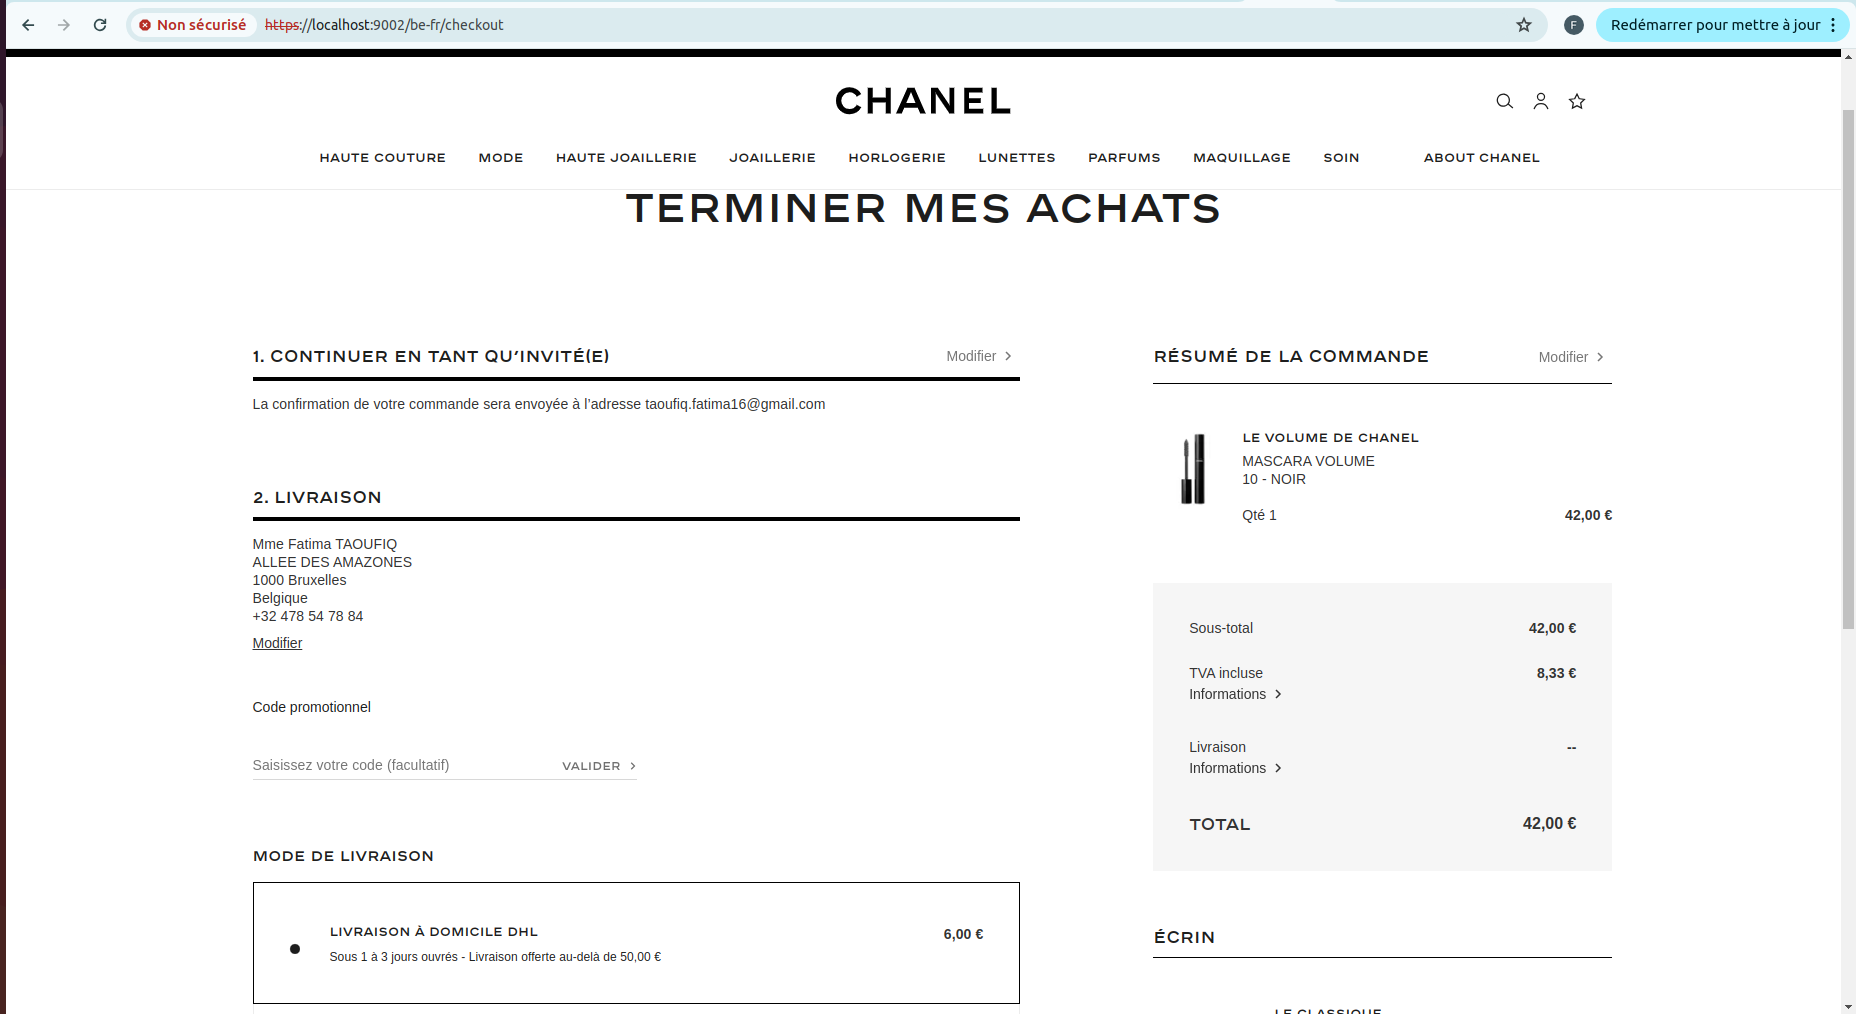 Non sécurisé https://localhost:9002/be-fr/checkout
F
Redémarrer pour mettre à jour
CHANEL
HAUTE COUTURE MODE HAUTE JOAILLERIE JOAILLERIE HORLOGERIE LUNETTES PARFUMS MAQUILLAGE SOIN ABOUT CHANEL
TERMINER MES ACHATS
1. CONTINUER EN TANT QU'INVITÉ(E) Modifier
La confirmation de votre commande sera envoyée à l'adresse taoufiq.fatima16@gmail.com
2. LIVRAISON
Mme Fatima TAOUFIQ
ALLEE DES AMAZONES
1000 Bruxelles
Belgique
+32 478 54 78 84
Modifier
Code promotionnel
Saisissez votre code (facultatif) VALIDER
MODE DE LIVRAISON
LIVRAISON À DOMICILE DHL 6,00 €
Sous 1 à 3 jours ouvrés - Livraison offerte au-delà de 50,00 €
RÉSUMÉ DE LA COMMANDE Modifier
LE VOLUME DE CHANEL
MASCARA VOLUME
10 - NOIR
Qté 1 42,00 €
Sous-total 42,00 €
TVA incluse 8,33 €
Informations
Livraison --
Informations
TOTAL 42,00 €
ÉCRIN
LE CLASSIQUE